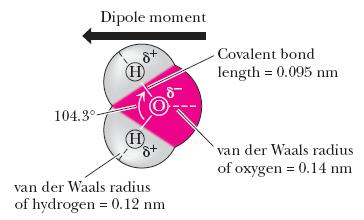 Dipole moment
δ+
H
Covalent bond
length = 0.095 nm
δ−
O
104.3°
H
δ+
van der Waals radius
of oxygen = 0.14 nm
van der Waals radius
of hydrogen = 0.12 nm